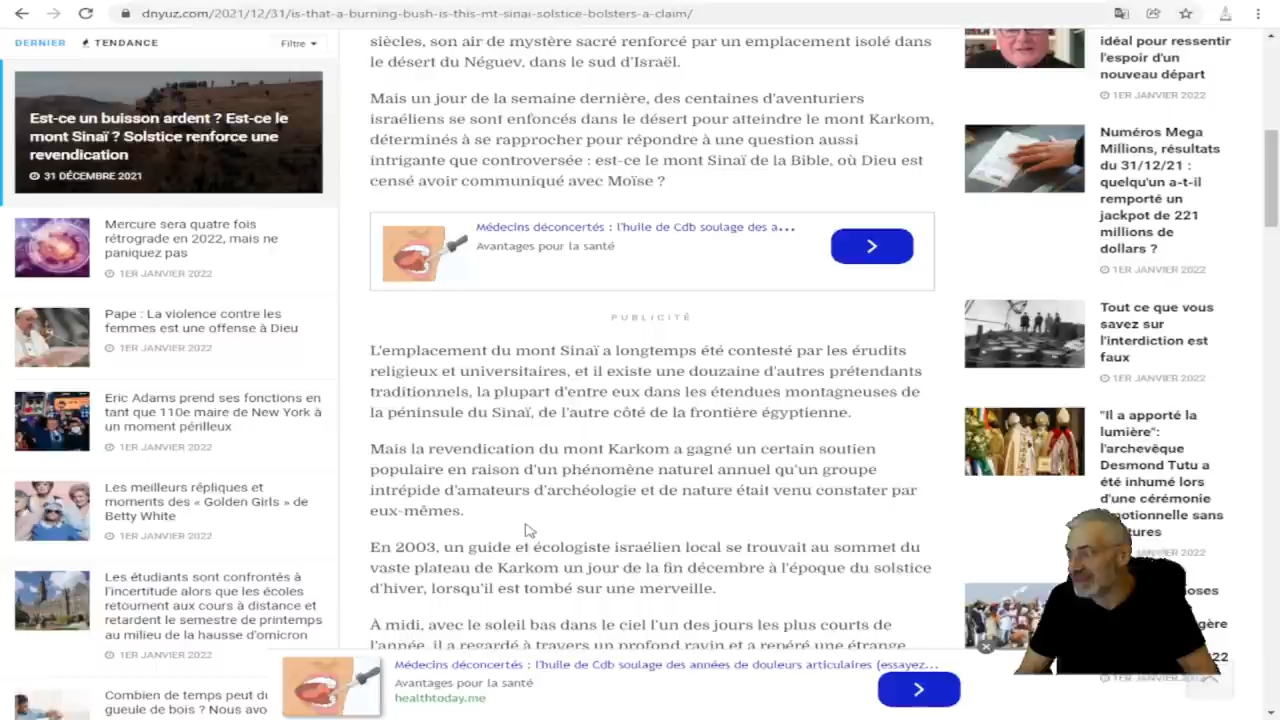 dnyuz.com/2021/12/31/is-that-a-burning-bush-is-this-mt-sinai-solstice-bolsters-a-claim/
DERNIER
TENDANCE
Filtre
Est-ce un buisson ardent ? Est-ce le
mont Sinaï ? Solstice renforce une
revendication
31 DÉCEMBRE 2021
Mercure sera quatre fois
rétrograde en 2022, mais ne
paniquez pas
1ER JANVIER 2022
Pape : La violence contre les
femmes est une offense à Dieu
1ER JANVIER 2022
Eric Adams prend ses fonctions en
tant que 110e maire de New York à
un moment périlleux
1ER JANVIER 2022
Les meilleurs répliques et
moments des « Golden Girls » de
Betty White
1ER JANVIER 2022
Les étudiants sont confrontés à
l'incertitude alors que les écoles
retournent aux cours à distance et
retardent le semestre de printemps
au milieu de la hausse d'omicron
1ER JANVIER 2022
Combien de temps peut du
gueule de bois ? Nous avo
siècles, son air de mystère sacré renforcé par un emplacement isolé dans
le désert du Néguev, dans le sud d'Israël.
Mais un jour de la semaine dernière, des centaines d'aventuriers
israéliens se sont enfoncés dans le désert pour atteindre le mont Karkom,
déterminés à se rapprocher pour répondre à une question aussi
intrigante que controversée : est-ce le mont Sinaï de la Bible, où Dieu est
censé avoir communiqué avec Moïse ?
Médecins déconcertés : l'huile de Cdb soulage des a...
Avantages pour la santé
PUBLICITÉ
L'emplacement du mont Sinaï a longtemps été contesté par les érudits
religieux et universitaires, et il existe une douzaine d'autres prétendants
traditionnels, la plupart d'entre eux dans les étendues montagneuses de
la péninsule du Sinaï, de l'autre côté de la frontière égyptienne.
Mais la revendication du mont Karkom a gagné un certain soutien
populaire en raison d'un phénomène naturel annuel qu'un groupe
intrépide d'amateurs d'archéologie et de nature était venu constater par
eux-mêmes.
En 2003, un guide et écologiste israélien local se trouvait au sommet du
vaste plateau de Karkom un jour de la fin décembre à l'époque du solstice
d'hiver, lorsqu'il est tombé sur une merveille.
À midi, avec le soleil bas dans le ciel l'un des jours les plus courts de
l'année, il a regardé à travers un profond ravin et a repéré une étrange
Médecins déconcertés : l'huile de Cdb soulage des années de douleurs articulaires (essayez...
Avantages pour la santé
healthtoday.me
idéal pour ressentir
l'espoir d'un
nouveau départ
1ER JANVIER 2022
Numéros Mega
Millions, résultats
du 31/12/21 :
quelqu'un a-t-il
remporté un
jackpot de 221
millions de
dollars ?
1ER JANVIER 2022
Tout ce que vous
savez sur
l'interdiction est
faux
1ER JANVIER 2022
"Il a apporté la
lumière":
l'archevêque
Desmond Tutu a
été inhumé lors
d'une cérémonie
motionnelle sans
tures